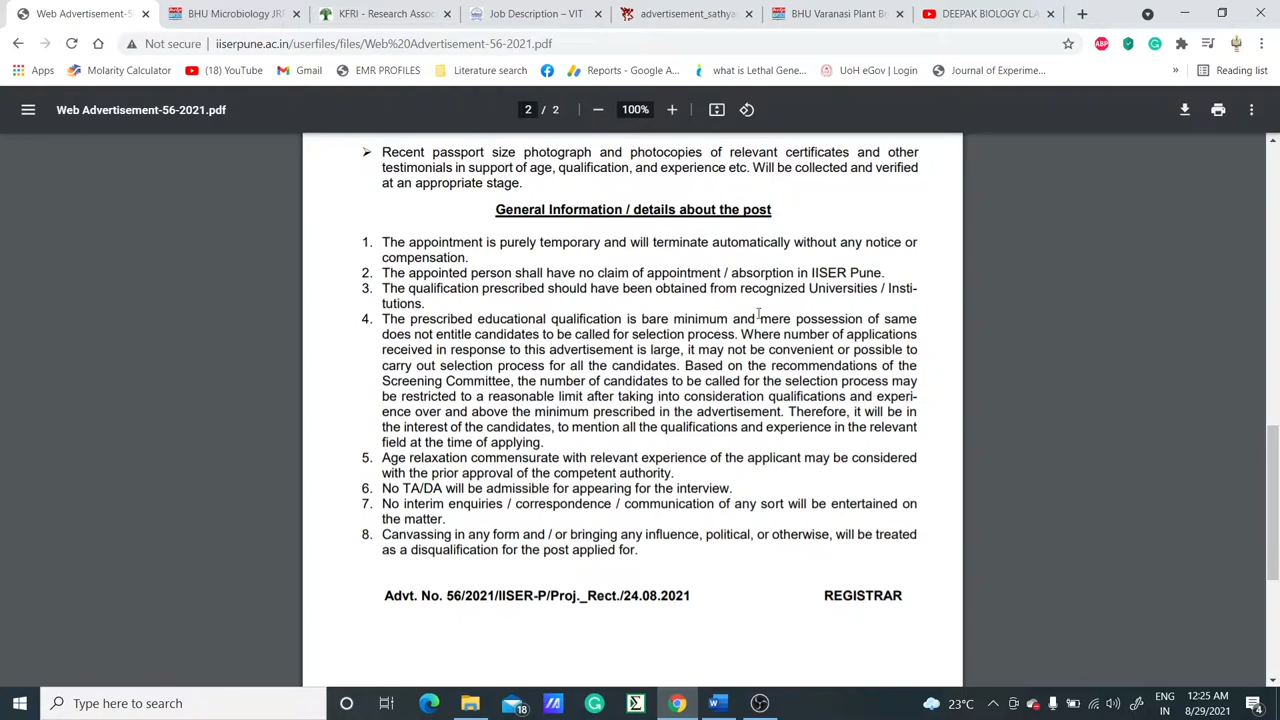 Web Advertisement-5
BHU Microbiology JR
KFRI - Research Assoc
Job Description – VIT
advertisement_sathya
BHU Varanasi Plant Br
DEEPAK BIOLOGY CLA
Not secure
iiserpune.ac.in/userfiles/files/Web%20Advertisement-56-2021.pdf
ABP
Apps
Molarity Calculator
(18) YouTube
Gmail
EMR PROFILES
Literature search
Reports - Google A...
what is Lethal Gene...
UoH eGov | Login
Journal of Experime...
»
Reading list
Web Advertisement-56-2021.pdf
2 / 2
100%
➢ Recent passport size photograph and photocopies of relevant certificates and other
testimonials in support of age, qualification, and experience etc. Will be collected and verified
at an appropriate stage.
General Information / details about the post
1. The appointment is purely temporary and will terminate automatically without any notice or
compensation.
2. The appointed person shall have no claim of appointment / absorption in IISER Pune.
3. The qualification prescribed should have been obtained from recognized Universities / Insti-
tutions.
4. The prescribed educational qualification is bare minimum and mere possession of same
does not entitle candidates to be called for selection process. Where number of applications
received in response to this advertisement is large, it may not be convenient or possible to
carry out selection process for all the candidates. Based on the recommendations of the
Screening Committee, the number of candidates to be called for the selection process may
be restricted to a reasonable limit after taking into consideration qualifications and experi-
ence over and above the minimum prescribed in the advertisement. Therefore, it will be in
the interest of the candidates, to mention all the qualifications and experience in the relevant
field at the time of applying.
5. Age relaxation commensurate with relevant experience of the applicant may be considered
with the prior approval of the competent authority.
6. No TA/DA will be admissible for appearing for the interview.
7. No interim enquiries / correspondence / communication of any sort will be entertained on
the matter.
8. Canvassing in any form and / or bringing any influence, political, or otherwise, will be treated
as a disqualification for the post applied for.
Advt. No. 56/2021/IISER-P/Proj._Rect./24.08.2021
REGISTRAR
Type here to search
18
23°C
ENG
IN
12:25 AM
8/29/2021
4